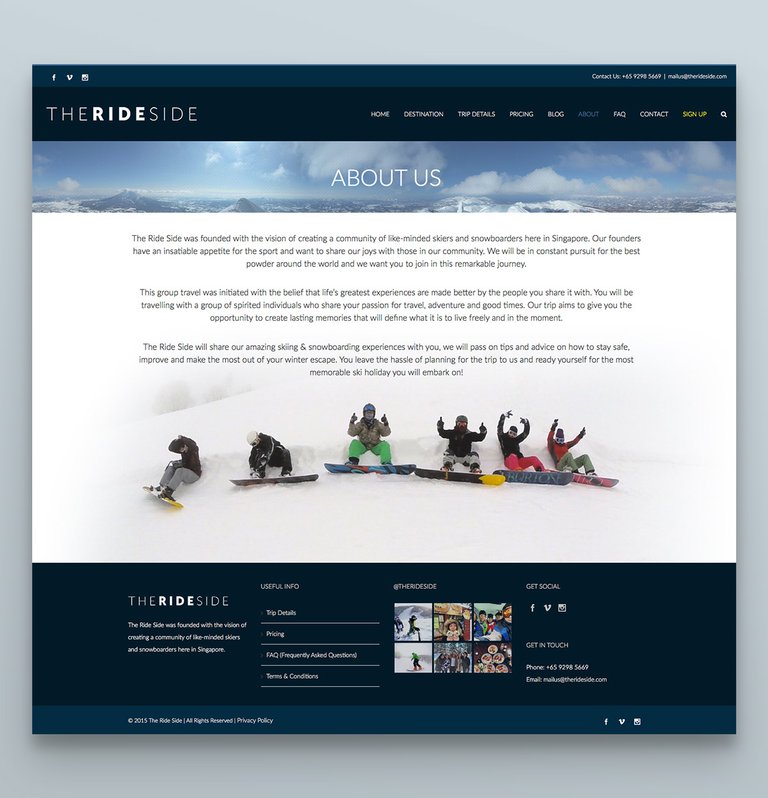 Contact Us: +65 9298 5669 | mailus@therideside.com
THERIDESIDE
HOME DESTINATION TRIP DETAILS PRICING BLOG ABOUT FAQ CONTACT SIGN UP
ABOUT US
The Ride Side was founded with the vision of creating a community of like-minded skiers and snowboarders here in Singapore. Our founders
have an insatiable appetite for the sport and want to share our joys with those in our community. We will be in constant pursuit for the best
powder around the world and we want you to join in this remarkable journey.
This group travel was initiated with the belief that life's greatest experiences are made better by the people you share it with. You will be
travelling with a group of spirited individuals who share your passion for travel, adventure and good times. Our trip aims to give you the
opportunity to create lasting memories that will define what it is to live freely and in the moment.
The Ride Side will share our amazing skiing & snowboarding experiences with you, we will pass on tips and advice on how to stay safe,
improve and make the most out of your winter escape. You leave the hassle of planning for the trip to us and ready yourself for the most
memorable ski holiday you will embark on!
BURTON
THERIDESIDE
The Ride Side was founded with the vision of
creating a community of like-minded skiers
and snowboarders here in Singapore.
USEFUL INFO
Trip Details
Pricing
FAQ (Frequently Asked Questions)
Terms & Conditions
@THERIDESIDE
GET SOCIAL
GET IN TOUCH
Phone: +65 9298 5669
Email: mailus@therideside.com
© 2015 The Ride Side | All Rights Reserved | Privacy Policy